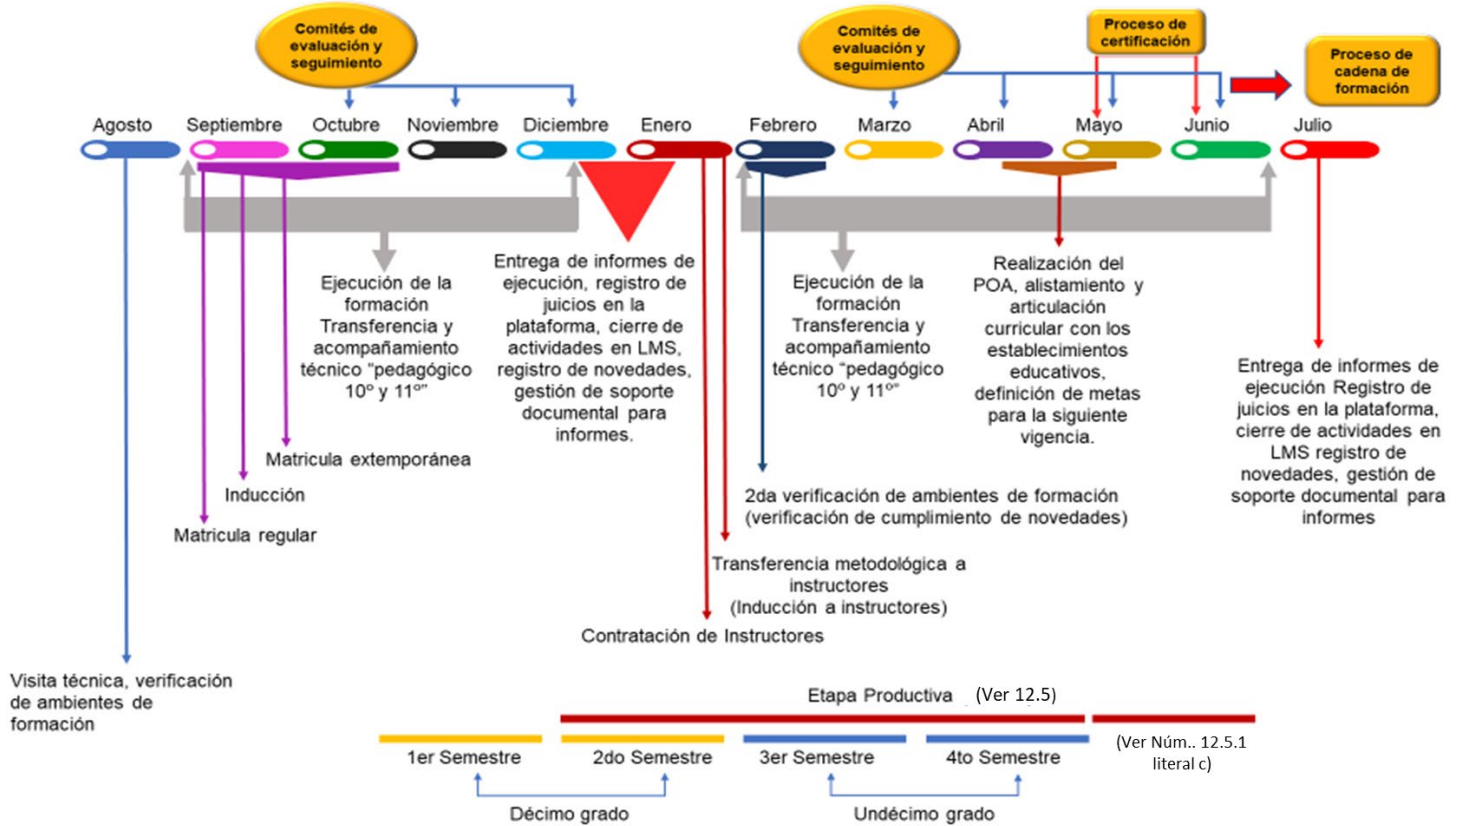 Comités de
evaluación y
seguimiento
Comités de
evaluación y
seguimiento
Proceso de
certificación
Proceso de
cadena de
formación
Agosto
Septiembre
Octubre
Noviembre
Diciembre
Enero
Febrero
Marzo
Abril
Mayo
Junio
Julio
Ejecución de la
formación
Transferencia y
acompañamiento
técnico “pedagógico
10º y 11º”
Entrega de informes de
ejecución, registro de
juicios en la
plataforma, cierre de
actividades en LMS,
registro de novedades,
gestión de soporte
documental para
informes.
Ejecución de la
formación
Transferencia y
acompañamiento
técnico “pedagógico
10º y 11º”
Realización del
POA, alistamiento y
articulación
curricular con los
establecimientos
educativos,
definición de metas
para la siguiente
vigencia.
Entrega de informes de
ejecución Registro de
juicios en la plataforma,
cierre de actividades en
LMS registro de
novedades, gestión de
soporte documental para
informes
Matricula extemporánea
Inducción
Matricula regular
2da verificación de ambientes de formación
(verificación de cumplimiento de novedades)
Transferencia metodológica a
instructores
(Inducción a instructores)
Contratación de Instructores
Visita técnica, verificación
de ambientes de
formación
Etapa Productiva (Ver 12.5)
1er Semestre
2do Semestre
3er Semestre
4to Semestre
(Ver Núm.. 12.5.1
literal c)
Décimo grado
Undécimo grado